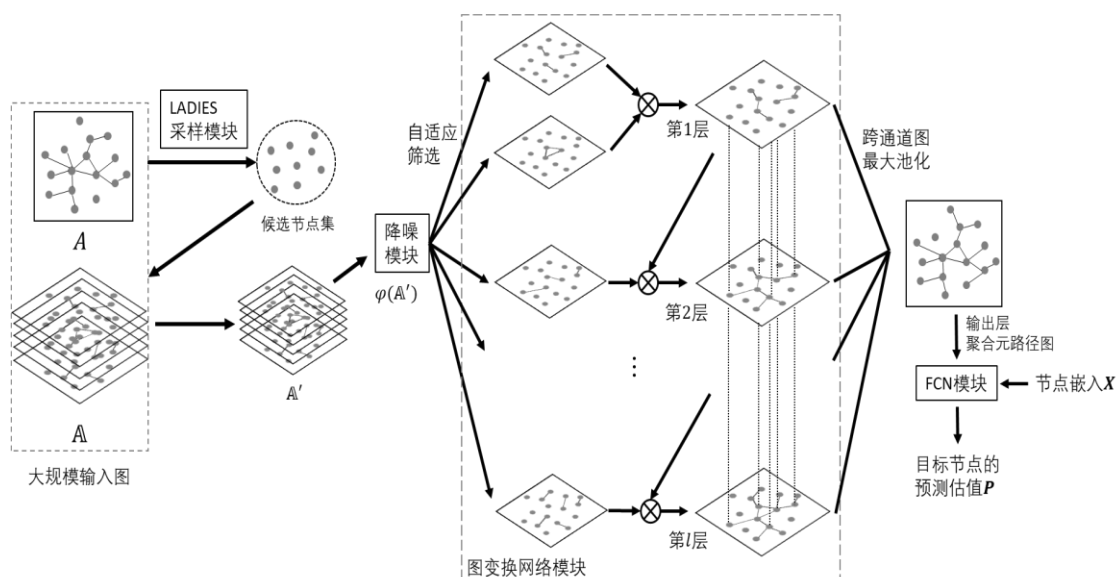 LADIES
采样模块
A
候选节点集
𝔸
大规模输入图
𝔸′
降噪
模块
φ(𝔸′)
自适应
筛选
第1层
第2层
⋮
第l层
图变换网络模块
跨通道图
最大池化
输出层
聚合元路径图
FCN模块
节点嵌入X
目标节点的
预测估值P